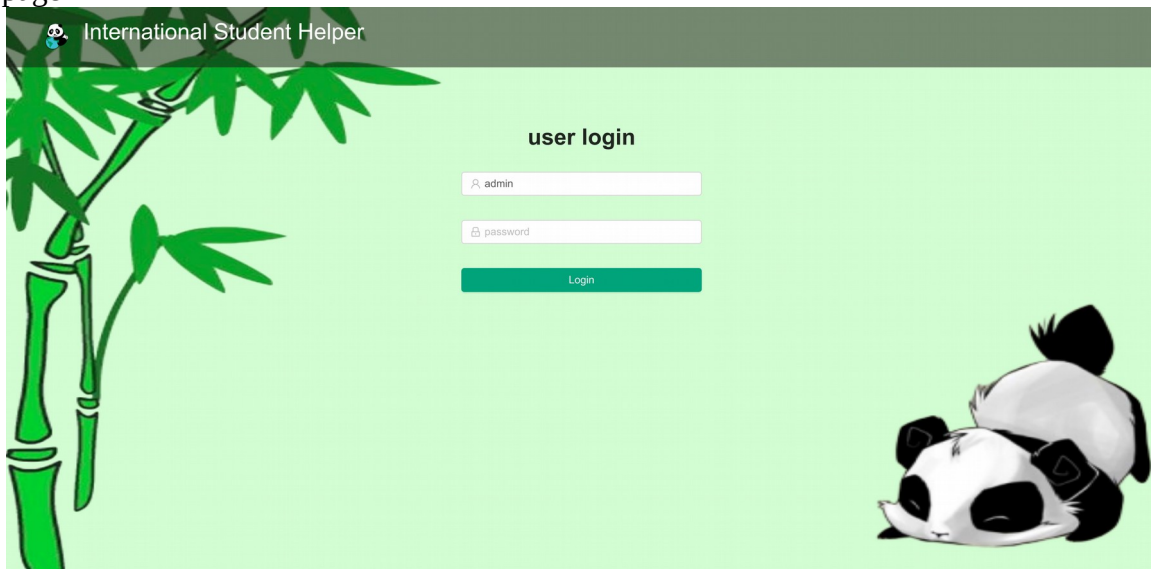 International Student Helper
user login
admin
password
Login